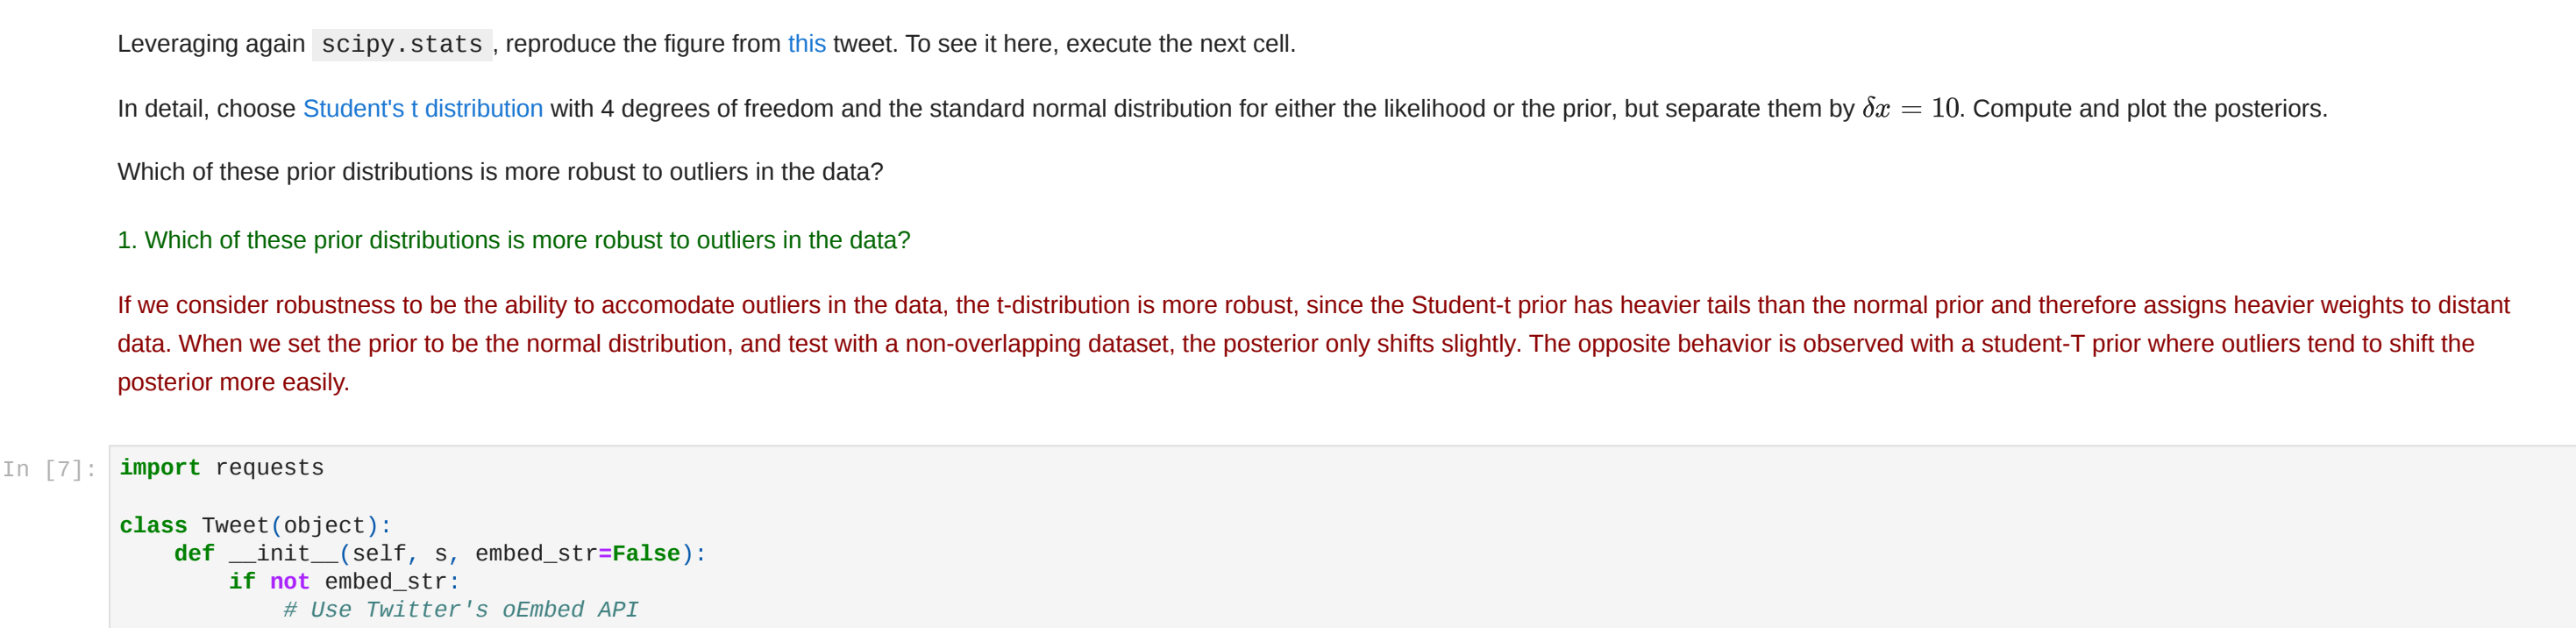 Leveraging again scipy.stats , reproduce the figure from this tweet. To see it here, execute the next cell.
In detail, choose Student's t distribution with 4 degrees of freedom and the standard normal distribution for either the likelihood or the prior, but separate them by δx = 10. Compute and plot the posteriors.
Which of these prior distributions is more robust to outliers in the data?
1. Which of these prior distributions is more robust to outliers in the data?
If we consider robustness to be the ability to accomodate outliers in the data, the t-distribution is more robust, since the Student-t prior has heavier tails than the normal prior and therefore assigns heavier weights to distant
data. When we set the prior to be the normal distribution, and test with a non-overlapping dataset, the posterior only shifts slightly. The opposite behavior is observed with a student-T prior where outliers tend to shift the
posterior more easily.
In [7]: import requests
class Tweet(object):
    def __init__(self, s, embed_str=False):
        if not embed_str:
            # Use Twitter's oEmbed API